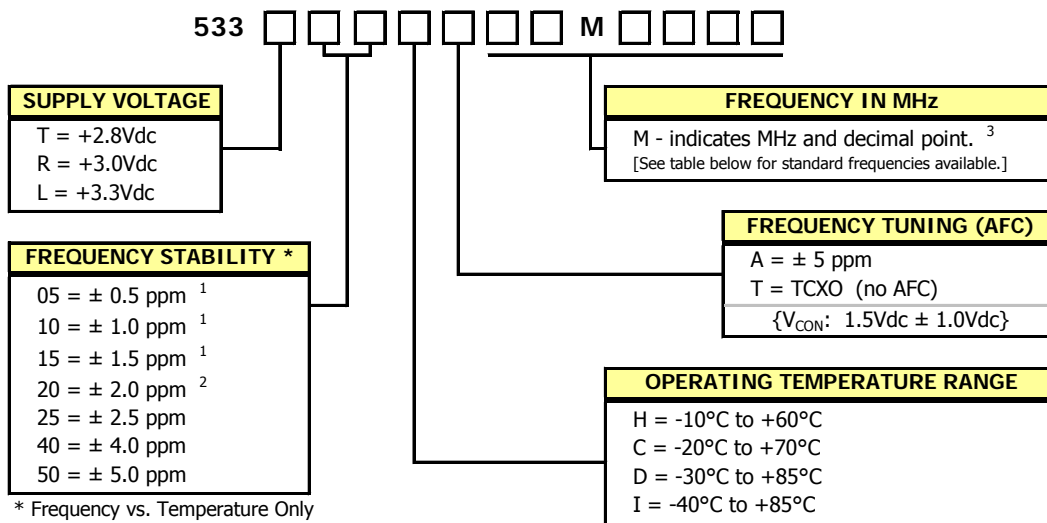 533 M
SUPPLY VOLTAGE
T = +2.8Vdc
R = +3.0Vdc
L = +3.3Vdc
FREQUENCY IN MHz
M - indicates MHz and decimal point. 3
[See table below for standard frequencies available.]
FREQUENCY STABILITY *
05 = ± 0.5 ppm 1
10 = ± 1.0 ppm 1
15 = ± 1.5 ppm 1
20 = ± 2.0 ppm 2
25 = ± 2.5 ppm
40 = ± 4.0 ppm
50 = ± 5.0 ppm
* Frequency vs. Temperature Only
FREQUENCY TUNING (AFC)
A = ± 5 ppm
T = TCXO (no AFC)
{VCON: 1.5Vdc ± 1.0Vdc}
OPERATING TEMPERATURE RANGE
H = -10°C to +60°C
C = -20°C to +70°C
D = -30°C to +85°C
I = -40°C to +85°C